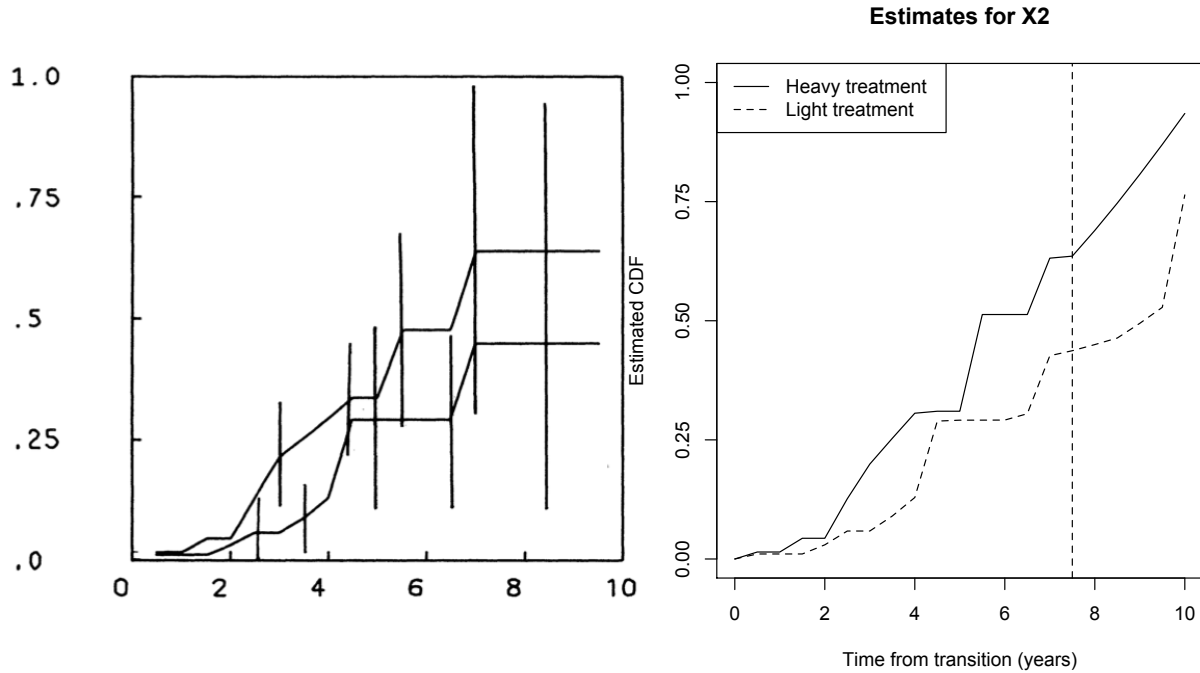 1.0
.75
.5
.25
.0
0 2 4 6 8 10
Estimates for X2
Heavy treatment
Light treatment
Estimated CDF
1.00
0.75
0.50
0.25
0.00
0 2 4 6 8 10
Time from transition (years)